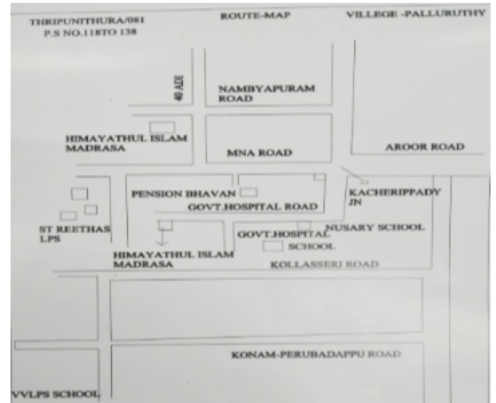 THRIPUNITHURA/081
P.S NO.118TO 138
ROUTE-MAP
VILLEGE -PALLURUTHY
40 ADI
NAMBYAPURAM
ROAD
HIMAYATHUL ISLAM
MADRASA
MNA ROAD
AROOR ROAD
PENSION BHAVAN
KACHERIPPADY
JN
GOVT.HOSPITAL ROAD
ST REETHAS
LPS
NUSARY SCHOOL
GOVT.HOSPITAL
SCHOOL
HIMAYATHUL ISLAM
MADRASA
KOLLASSERI ROAD
KONAM-PERUBADAPPU ROAD
VVLPS SCHOOL